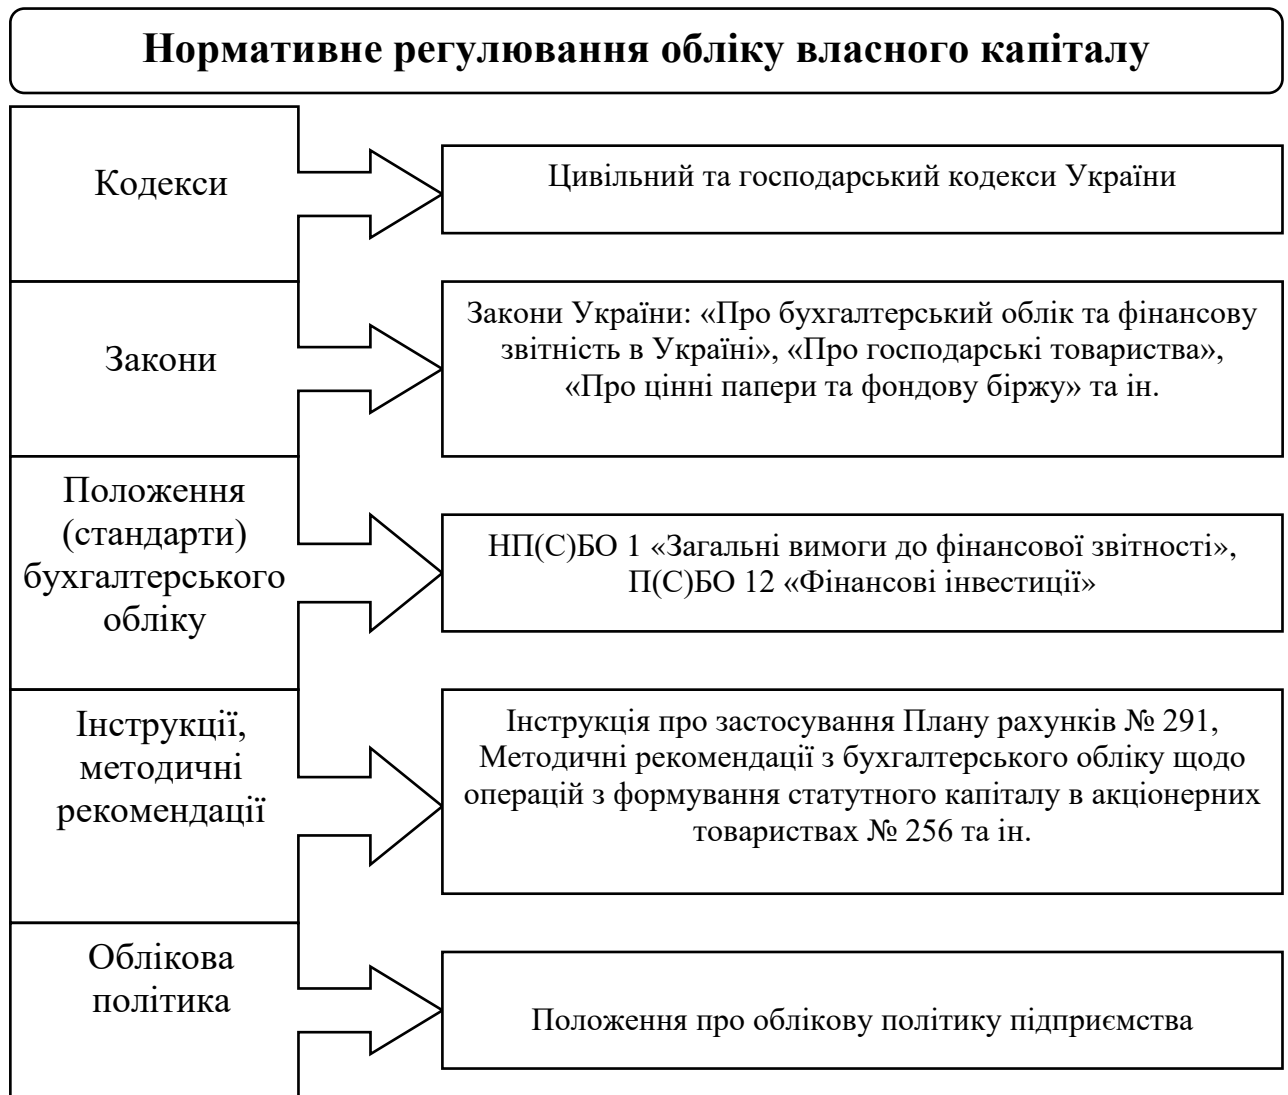 Нормативне регулювання обліку власного капіталу
Кодекси
Цивільний та господарський кодекси України
Закони
Закони України: «Про бухгалтерський облік та фінансову
звітність в Україні», «Про господарські товариства»,
«Про цінні папери та фондову біржу» та ін.
Положення
(стандарти)
бухгалтерського
обліку
НП(С)БО 1 «Загальні вимоги до фінансової звітності»,
П(С)БО 12 «Фінансові інвестиції»
Інструкції,
методичні
рекомендації
Інструкція про застосування Плану рахунків № 291,
Методичні рекомендації з бухгалтерського обліку щодо
операцій з формування статутного капіталу в акціонерних
товариствах № 256 та ін.
Облікова
політика
Положення про облікову політику підприємства